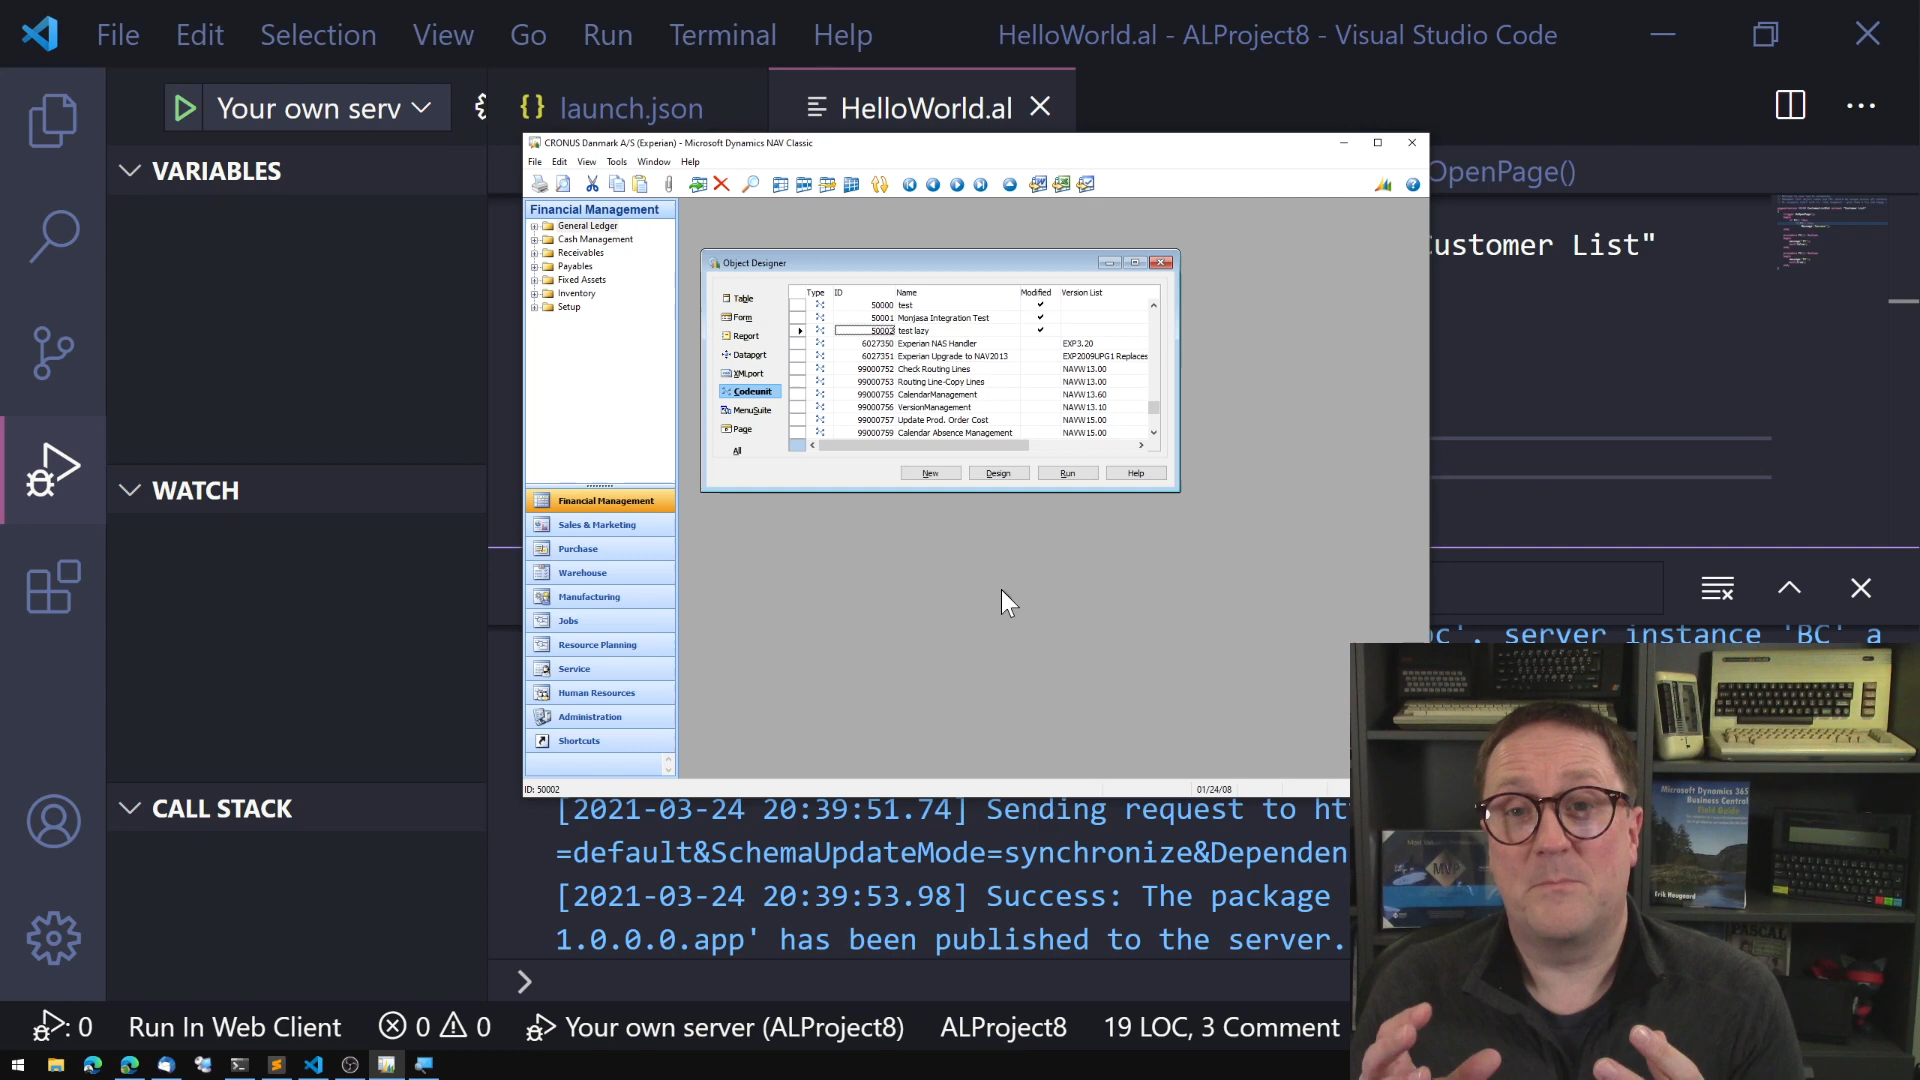 File Edit Selection View Go Run Terminal Help HelloWorld.al - ALProject8 - Visual Studio Code
Your own serv
launch.json
HelloWorld.al
VARIABLES
WATCH
CALL STACK
OpenPage()
Customer List"
CRONUS Danmark A/S (Experian) - Microsoft Dynamics NAV Classic
File Edit View Tools Window Help
Financial Management
General Ledger
Cash Management
Receivables
Payables
Fixed Assets
Inventory
Setup
Financial Management
Sales & Marketing
Purchase
Warehouse
Manufacturing
Jobs
Resource Planning
Service
Human Resources
Administration
Shortcuts
ID: 50002
01/24/08
Object Designer
Table
Form
Report
Dataport
XMLport
Codeunit
MenuSuite
Page
All
Type ID Name Modified Version List
50000 test
50001 Monjasa Integration Test
50002 test lazy
6027350 Experian NAS Handler EXP3.20
6027351 Experian Upgrade to NAV2013 EXP2009UPG1 Replaces
99000752 Check Routing Lines NAVW13.00
99000753 Routing Line-Copy Lines NAVW13.00
99000755 CalendarManagement NAVW13.60
99000756 VersionManagement NAVW13.10
99000757 Update Prod. Order Cost NAVW15.00
99000759 Calendar Absence Management NAVW15.00
New Design Run Help
oc', server instance 'BC' a
[2021-03-24 20:39:51.74] Sending request to ht
=default&SchemaUpdateMode=synchronize&Dependen
[2021-03-24 20:39:53.98] Success: The package
1.0.0.0.app' has been published to the server.
Microsoft Dynamics 365
Business Central
Field Guide
Erik Hougaard
MVP
PASCAL
0 Run In Web Client 0 0 Your own server (ALProject8) ALProject8 19 LOC, 3 Comment